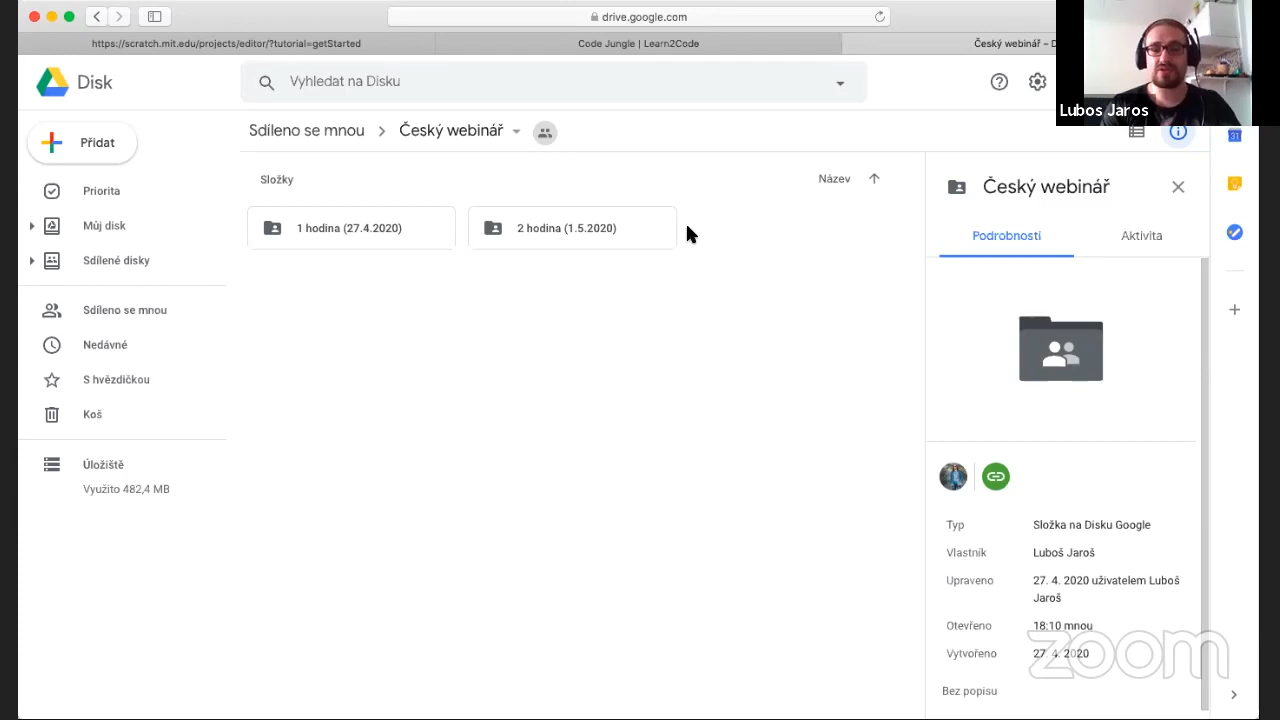 drive.google.com
https://scratch.mit.edu/projects/editor/?tutorial=getStarted
Code Jungle | Learn2Code
Český webinář – D
Lubos Jaros
Disk
Vyhledat na Disku
Přidat
Sdíleno se mnou
Český webinář
Priorita
Můj disk
Sdílené disky
Sdíleno se mnou
Nedávné
S hvězdičkou
Koš
Úložiště
Využito 482,4 MB
Složky
Název
1 hodina (27.4.2020)
2 hodina (1.5.2020)
Český webinář
Podrobnosti
Aktivita
Typ
Složka na Disku Google
Vlastník
Luboš Jaroš
Upraveno
27. 4. 2020 uživatelem Luboš
Jaroš
Otevřeno
18:10 mnou
Vytvořeno
27. 4. 2020
Bez popisu
31
zoom